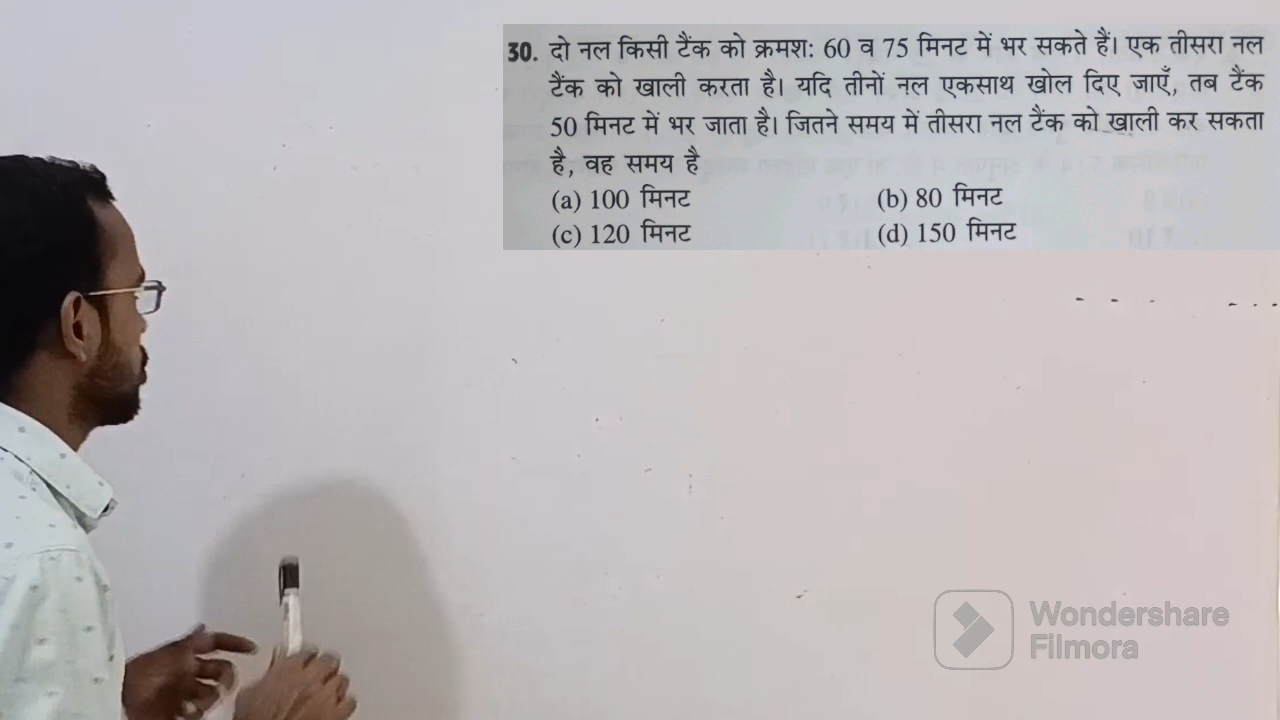 30. दो नल किसी टैंक को क्रमश: 60 व 75 मिनट में भर सकते हैं। एक तीसरा नल
टैंक को खाली करता है। यदि तीनों नल एकसाथ खोल दिए जाएँ, तब टैंक
50 मिनट में भर जाता है। जितने समय में तीसरा नल टैंक को खाली कर सकता
है, वह समय है
(a) 100 मिनट (b) 80 मिनट
(c) 120 मिनट (d) 150 मिनट
Wondershare
Filmora